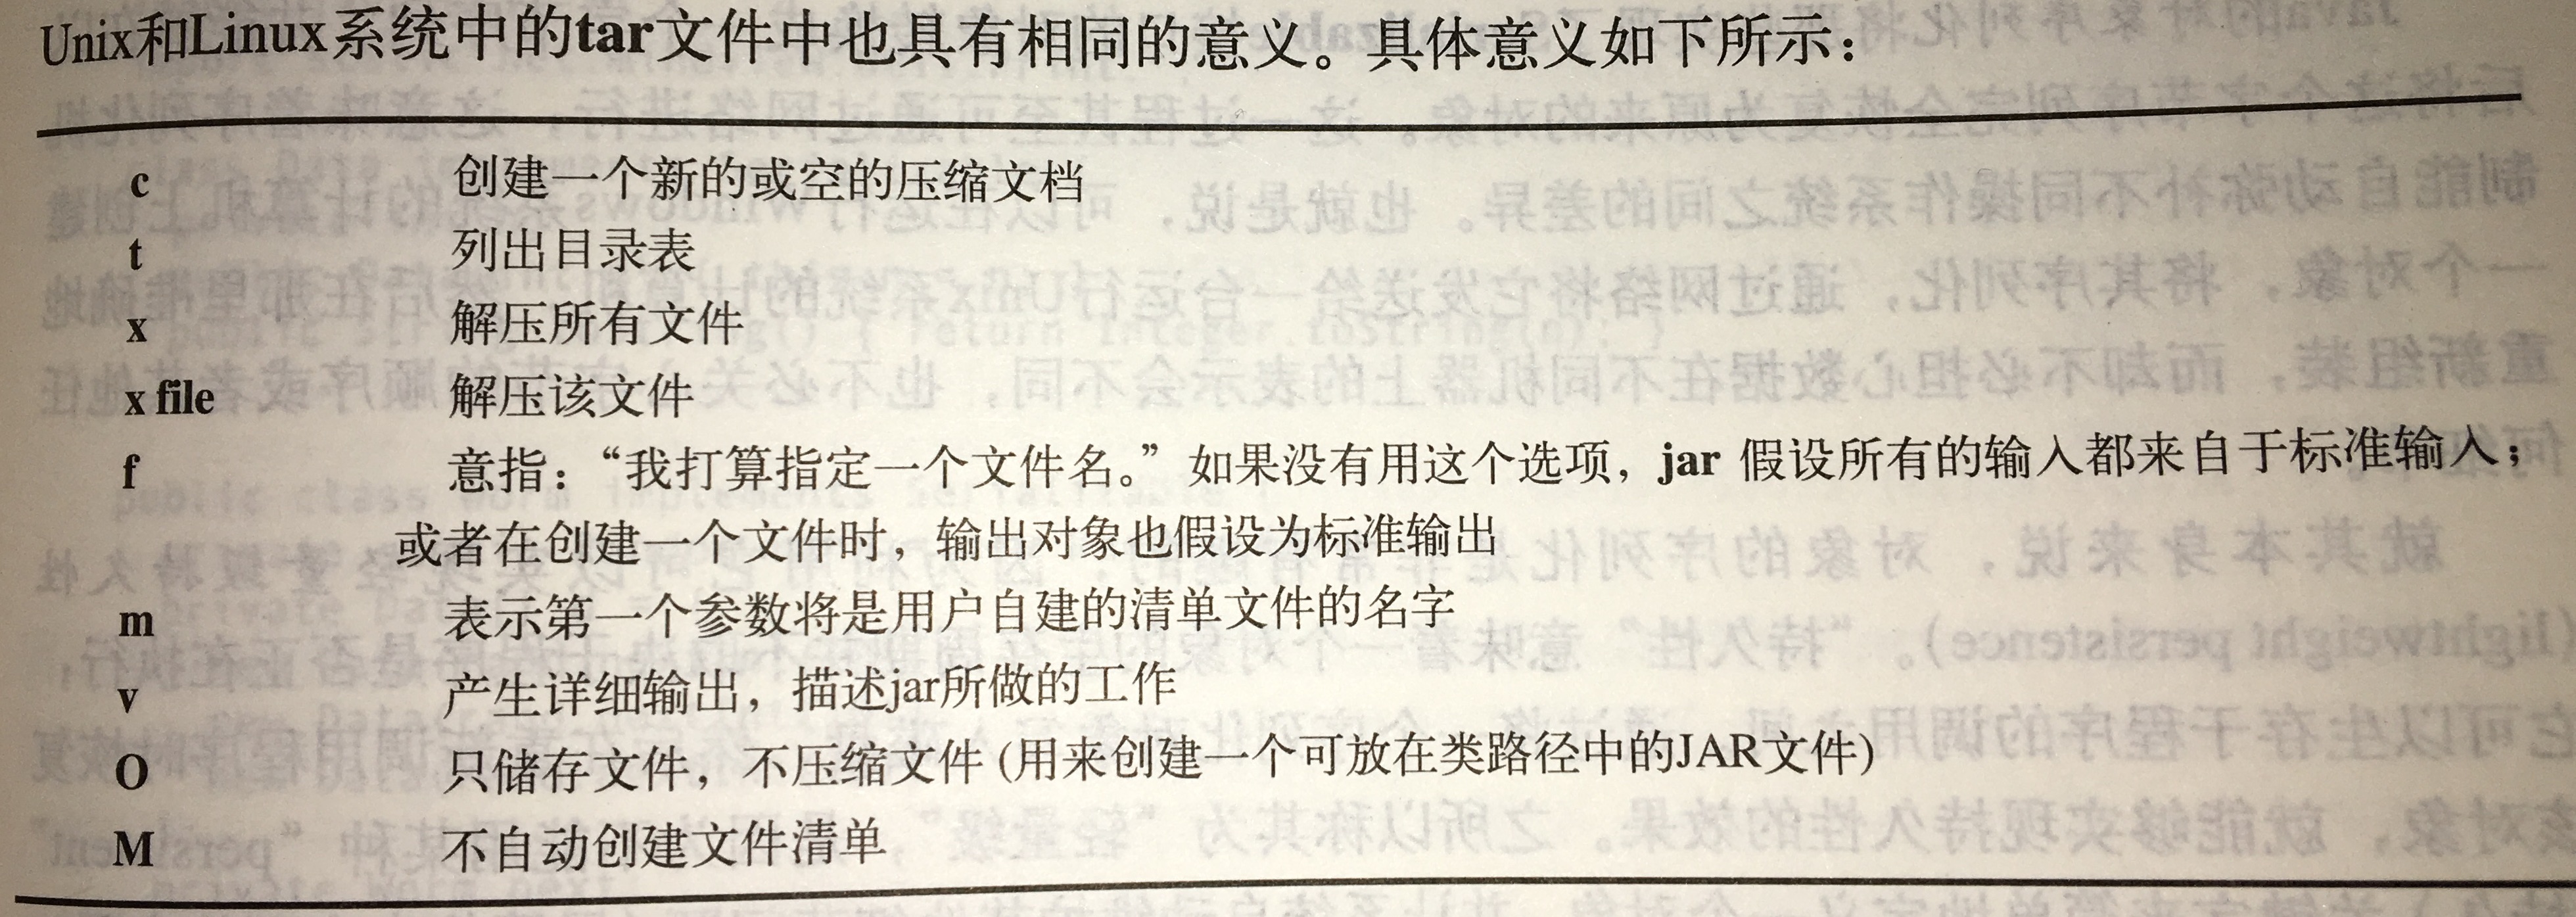 Unix和Linux系统中的tar文件中也具有相同的意义。具体意义如下所示：
c 创建一个新的或空的压缩文档
t 列出目录表
x 解压所有文件
x file 解压该文件
f 意指：“我打算指定一个文件名。”如果没有用这个选项，jar 假设所有的输入都来自于标准输入；
或者在创建一个文件时，输出对象也假设为标准输出
m 表示第一个参数将是用户自建的清单文件的名字
v 产生详细输出，描述jar所做的工作
O 只储存文件，不压缩文件 (用来创建一个可放在类路径中的JAR文件)
M 不自动创建文件清单